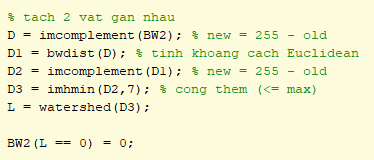 % tach 2 vat gan nhau
D = imcomplement(BW2); % new = 255 - old
D1 = bwdist(D); % tinh khoang cach Euclidean
D2 = imcomplement(D1); % new = 255 - old
D3 = imhmin(D2,7); % cong them (<= max)
L = watershed(D3);
BW2(L == 0) = 0;